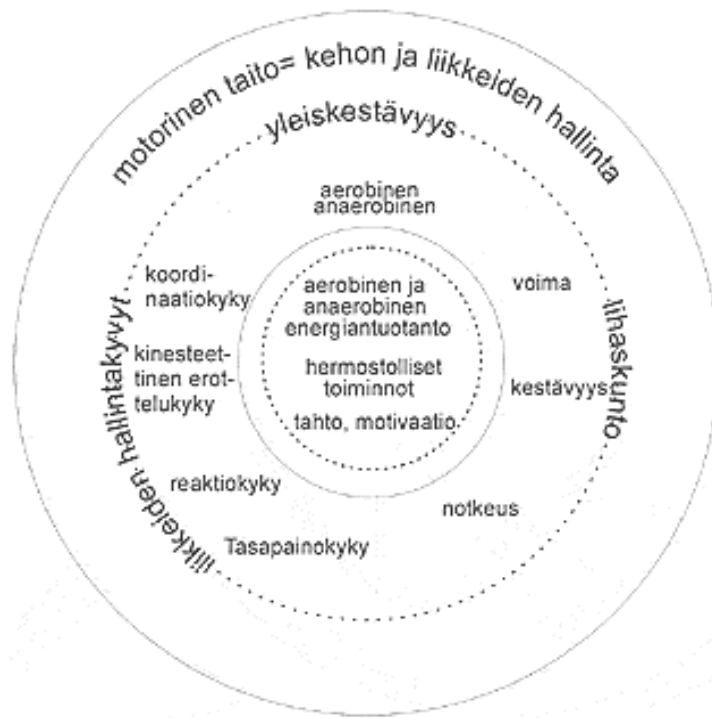 motorinen taito= kehon ja liikkeiden hallinta
yleiskestävyys
aerobinen
anaerobinen
koordi-
naatiokyky
kinesteet-
tinen erot-
telukyky
reaktiokyky
Tasapainokyky
liikkeiden hallintakyvyt
aerobinen ja
anaerobinen
energiantuotanto
hermostolliset
toiminnot
tahto, motivaatio
voima
kestävyys
notkeus
lihaskunto